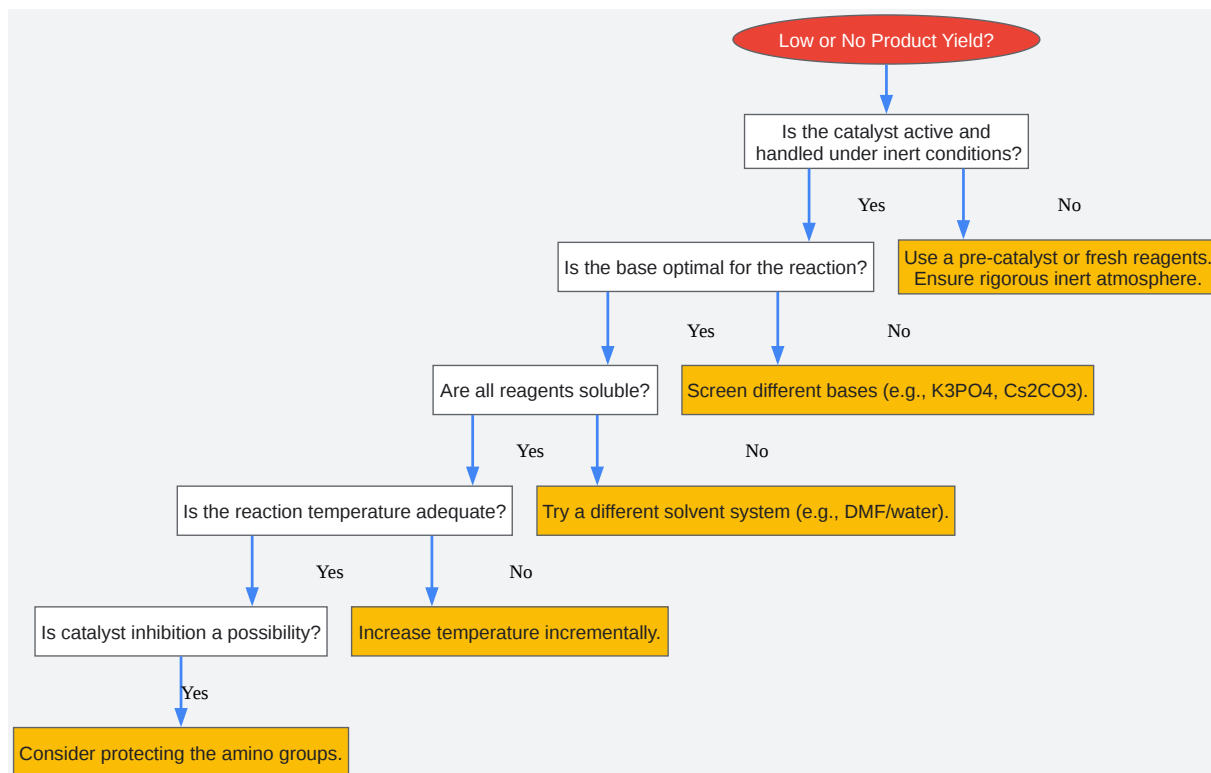 Low or No Product Yield?
Is the catalyst active and
handled under inert conditions?
Yes
No
Use a pre-catalyst or fresh reagents.
Ensure rigorous inert atmosphere.
Is the base optimal for the reaction?
Yes
No
Are all reagents soluble?
Screen different bases (e.g., K3PO4, Cs2CO3).
Yes
No
Is the reaction temperature adequate?
Try a different solvent system (e.g., DMF/water).
Yes
No
Is catalyst inhibition a possibility?
Increase temperature incrementally.
Yes
Consider protecting the amino groups.